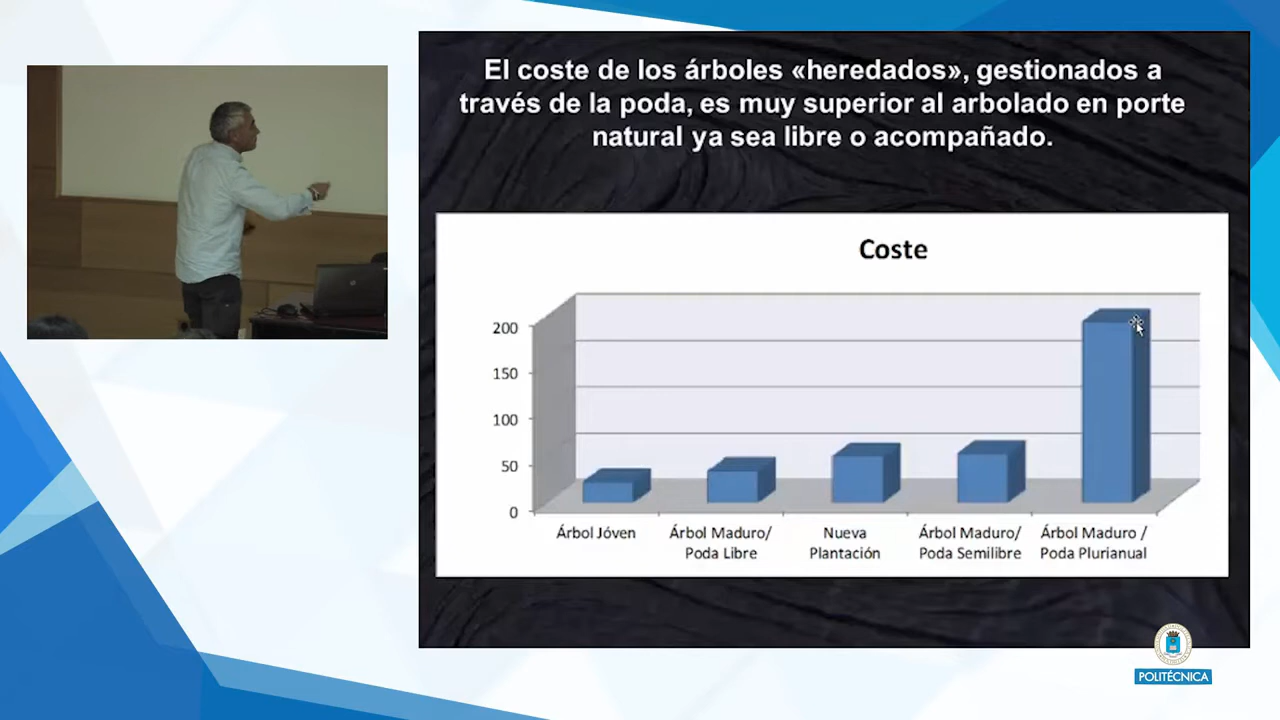 El coste de los árboles «heredados», gestionados a
través de la poda, es muy superior al arbolado en porte
natural ya sea libre o acompañado.
Coste
200
150
100
50
0
Árbol Jóven
Árbol Maduro/
Poda Libre
Nueva
Plantación
Árbol Maduro/
Poda Semilibre
Árbol Maduro /
Poda Plurianual
POLITÉCNICA